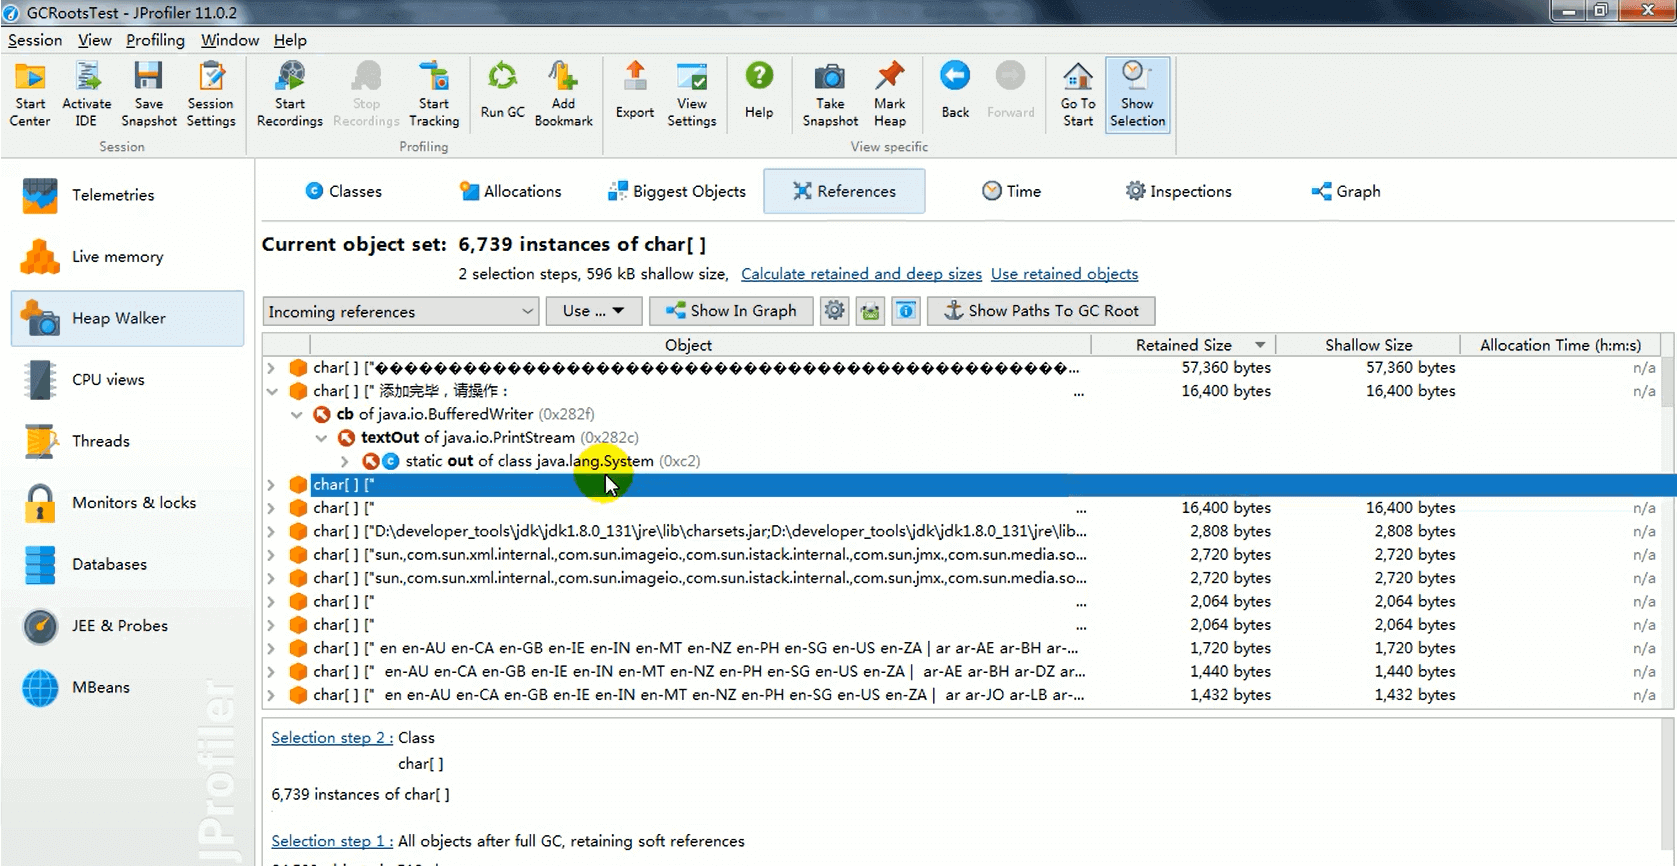 GCRootsTest - JProfiler 11.0.2
Session View Profiling Window Help
Start Center
Activate IDE
Save Snapshot
Session Settings
Start Recordings
Stop Recordings
Start Tracking
Run GC
Add Bookmark
Export
View Settings
Help
Take Snapshot
Mark Heap
Back
Forward
Go To Start
Show Selection
Session
Profiling
View specific
Telemetries
Live memory
Heap Walker
CPU views
Threads
Monitors & locks
Databases
JEE & Probes
MBeans
JProfiler
Classes Allocations Biggest Objects References Time Inspections Graph
Current object set: 6,739 instances of char[ ]
2 selection steps, 596 kB shallow size, Calculate retained and deep sizes Use retained objects
Incoming references Use ... Show In Graph Show Paths To GC Root
Object Retained Size Shallow Size Allocation Time (h:m:s)
char[ ] ["... 57,360 bytes 57,360 bytes n/a
char[ ] [" 添加完毕，请操作： ... 16,400 bytes 16,400 bytes n/a
cb of java.io.BufferedWriter (0x282f)
textOut of java.io.PrintStream (0x282c)
static out of class java.lang.System (0xc2)
char[ ] ["
char[ ] [" ... 16,400 bytes 16,400 bytes n/a
char[ ] ["D:\developer_tools\jdk\jdk1.8.0_131\jre\lib\charsets.jar;D:\developer_tools\jdk\jdk1.8.0_131\jre\lib... 2,808 bytes 2,808 bytes n/a
char[ ] ["sun.,com.sun.xml.internal.,com.sun.imageio.,com.sun.istack.internal.,com.sun.jmx.,com.sun.media.so... 2,720 bytes 2,720 bytes n/a
char[ ] ["sun.,com.sun.xml.internal.,com.sun.imageio.,com.sun.istack.internal.,com.sun.jmx.,com.sun.media.so... 2,720 bytes 2,720 bytes n/a
char[ ] [" ... 2,064 bytes 2,064 bytes n/a
char[ ] [" ... 2,064 bytes 2,064 bytes n/a
char[ ] [" en en-AU en-CA en-GB en-IE en-IN en-MT en-NZ en-PH en-SG en-US en-ZA | ar ar-AE ar-BH ar-... 1,720 bytes 1,720 bytes n/a
char[ ] [" en-AU en-CA en-GB en-IE en-IN en-MT en-NZ en-PH en-SG en-US en-ZA | ar-AE ar-BH ar-DZ ar... 1,440 bytes 1,440 bytes n/a
char[ ] [" en en-AU en-CA en-GB en-IE en-IN en-MT en-NZ en-PH en-SG en-US en-ZA | ar ar-JO ar-LB ar-... 1,432 bytes 1,432 bytes n/a
Selection step 2 : Class
char[ ]
6,739 instances of char[ ]
Selection step 1 : All objects after full GC, retaining soft references